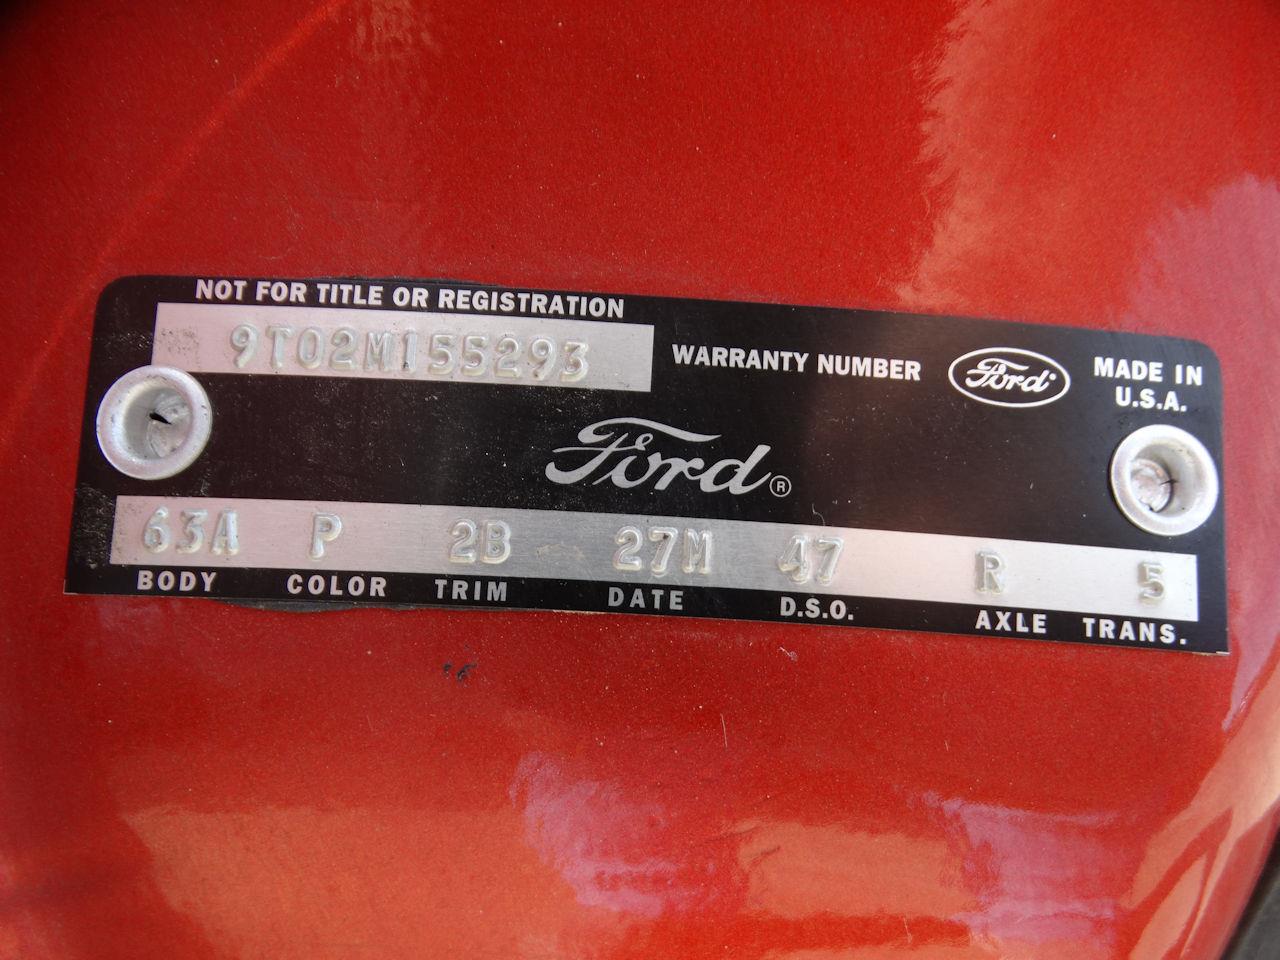 NOT FOR TITLE OR REGISTRATION
9T02M155293
WARRANTY NUMBER
Ford
MADE IN
U.S.A.
Ford®
63A P 2B 27M 47 R 5
BODY COLOR TRIM DATE D.S.O. AXLE TRANS.